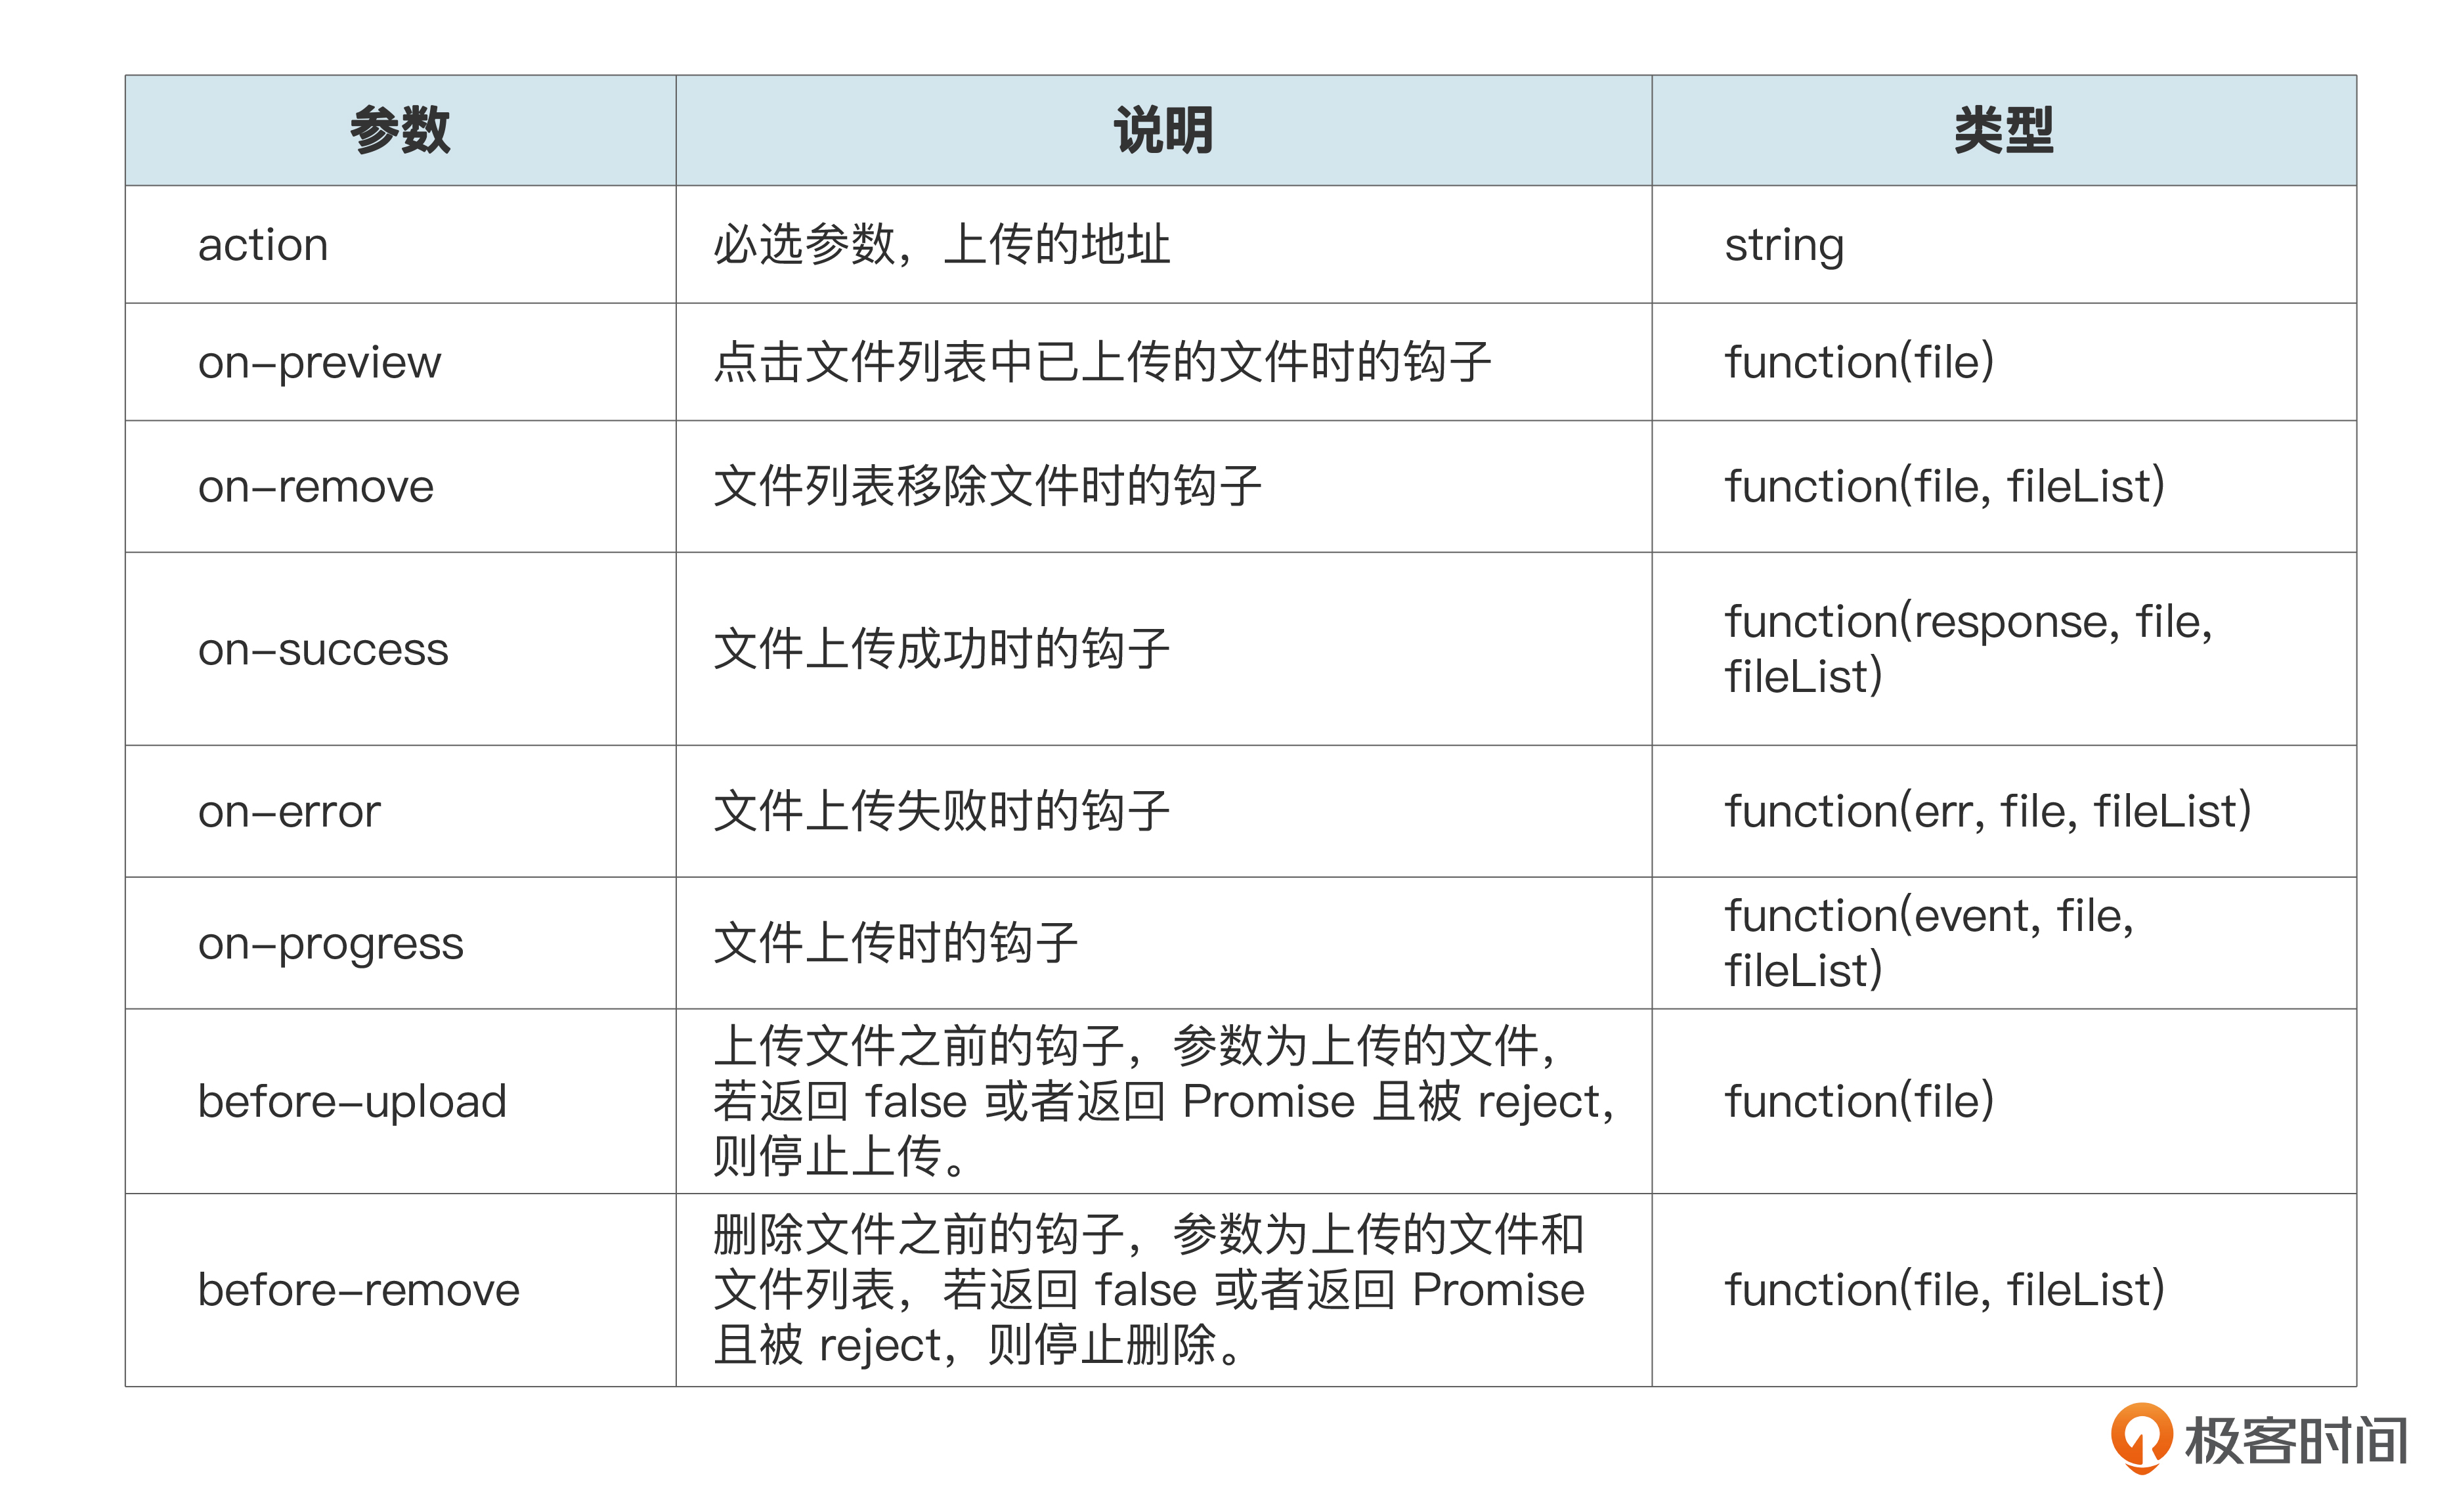 参数 说明 类型
action 必选参数，上传的地址 string
on-preview 点击文件列表中已上传的文件时的钩子 function(file)
on-remove 文件列表移除文件时的钩子 function(file, fileList)
on-success 文件上传成功时的钩子 function(response, file,
fileList)
on-error 文件上传失败时的钩子 function(err, file, fileList)
on-progress 文件上传时的钩子 function(event, file,
fileList)
before-upload 上传文件之前的钩子，参数为上传的文件，
若返回 false 或者返回 Promise 且被 reject，
则停止上传。 function(file)
before-remove 删除文件之前的钩子，参数为上传的文件和
文件列表，若返回 false 或者返回 Promise
且被 reject，则停止删除。 function(file, fileList)
极客时间